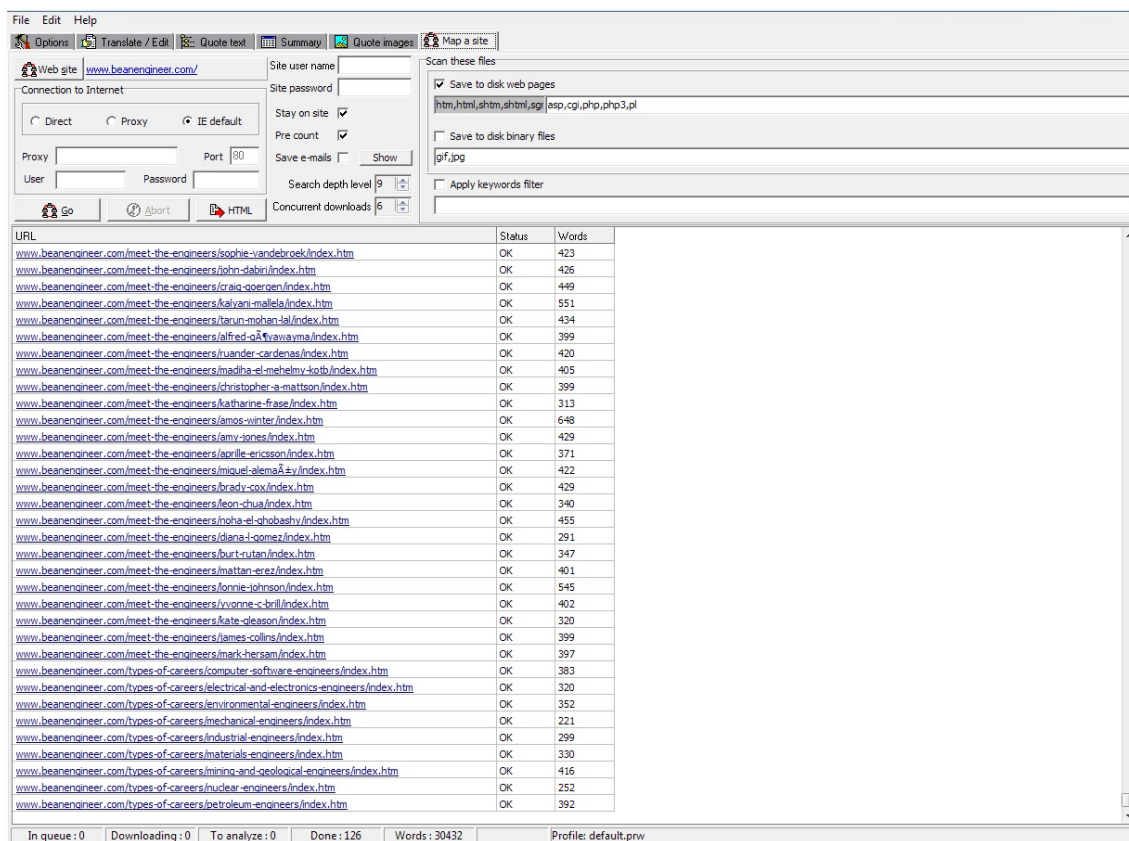 File Edit Help
Options Translate / Edit Quote text Summary Quote images Map a site
Web site www.beanengineer.com/
Connection to Internet
Direct Proxy IE default
Proxy Port 80
User Password
Go Abort HTML
Site user name
Site password
Stay on site
Pre count
Save e-mails Show
Search depth level 9
Concurrent downloads 6
Scan these files
Save to disk web pages
htm,html,shtm,shtml,sgr asp,cgi,php,php3,pl
Save to disk binary files
gif,jpg
Apply keywords filter
URL Status Words
www.beanengineer.com/meet-the-engineers/sophie-vandebroek/index.htm OK 423
www.beanengineer.com/meet-the-engineers/john-dabiri/index.htm OK 426
www.beanengineer.com/meet-the-engineers/craig-goergen/index.htm OK 449
www.beanengineer.com/meet-the-engineers/kalyani-mallela/index.htm OK 551
www.beanengineer.com/meet-the-engineers/tarun-mohan-lal/index.htm OK 434
www.beanengineer.com/meet-the-engineers/alfred-qÃ¶yawayma/index.htm OK 399
www.beanengineer.com/meet-the-engineers/ruander-cardenas/index.htm OK 420
www.beanengineer.com/meet-the-engineers/madiha-el-mehelmy-kotb/index.htm OK 405
www.beanengineer.com/meet-the-engineers/christopher-a-mattson/index.htm OK 399
www.beanengineer.com/meet-the-engineers/katharine-frase/index.htm OK 313
www.beanengineer.com/meet-the-engineers/amos-winter/index.htm OK 648
www.beanengineer.com/meet-the-engineers/amy-jones/index.htm OK 429
www.beanengineer.com/meet-the-engineers/aprille-ericsson/index.htm OK 371
www.beanengineer.com/meet-the-engineers/miguel-alemaÃ±y/index.htm OK 422
www.beanengineer.com/meet-the-engineers/brady-cox/index.htm OK 429
www.beanengineer.com/meet-the-engineers/leon-chua/index.htm OK 340
www.beanengineer.com/meet-the-engineers/noha-el-ghobashy/index.htm OK 455
www.beanengineer.com/meet-the-engineers/diana-l-gomez/index.htm OK 291
www.beanengineer.com/meet-the-engineers/burt-rutan/index.htm OK 347
www.beanengineer.com/meet-the-engineers/mattan-erez/index.htm OK 401
www.beanengineer.com/meet-the-engineers/lonnie-johnson/index.htm OK 545
www.beanengineer.com/meet-the-engineers/yvonne-c-brill/index.htm OK 402
www.beanengineer.com/meet-the-engineers/kate-gleason/index.htm OK 320
www.beanengineer.com/meet-the-engineers/james-collins/index.htm OK 399
www.beanengineer.com/meet-the-engineers/mark-hersam/index.htm OK 397
www.beanengineer.com/types-of-careers/computer-software-engineers/index.htm OK 383
www.beanengineer.com/types-of-careers/electrical-and-electronics-engineers/index.htm OK 320
www.beanengineer.com/types-of-careers/environmental-engineers/index.htm OK 352
www.beanengineer.com/types-of-careers/mechanical-engineers/index.htm OK 221
www.beanengineer.com/types-of-careers/industrial-engineers/index.htm OK 299
www.beanengineer.com/types-of-careers/materials-engineers/index.htm OK 330
www.beanengineer.com/types-of-careers/mining-and-geological-engineers/index.htm OK 416
www.beanengineer.com/types-of-careers/nuclear-engineers/index.htm OK 252
www.beanengineer.com/types-of-careers/petroleum-engineers/index.htm OK 392
In queue : 0 Downloading : 0 To analyze : 0 Done : 126 Words : 30432 Profile: default.prw